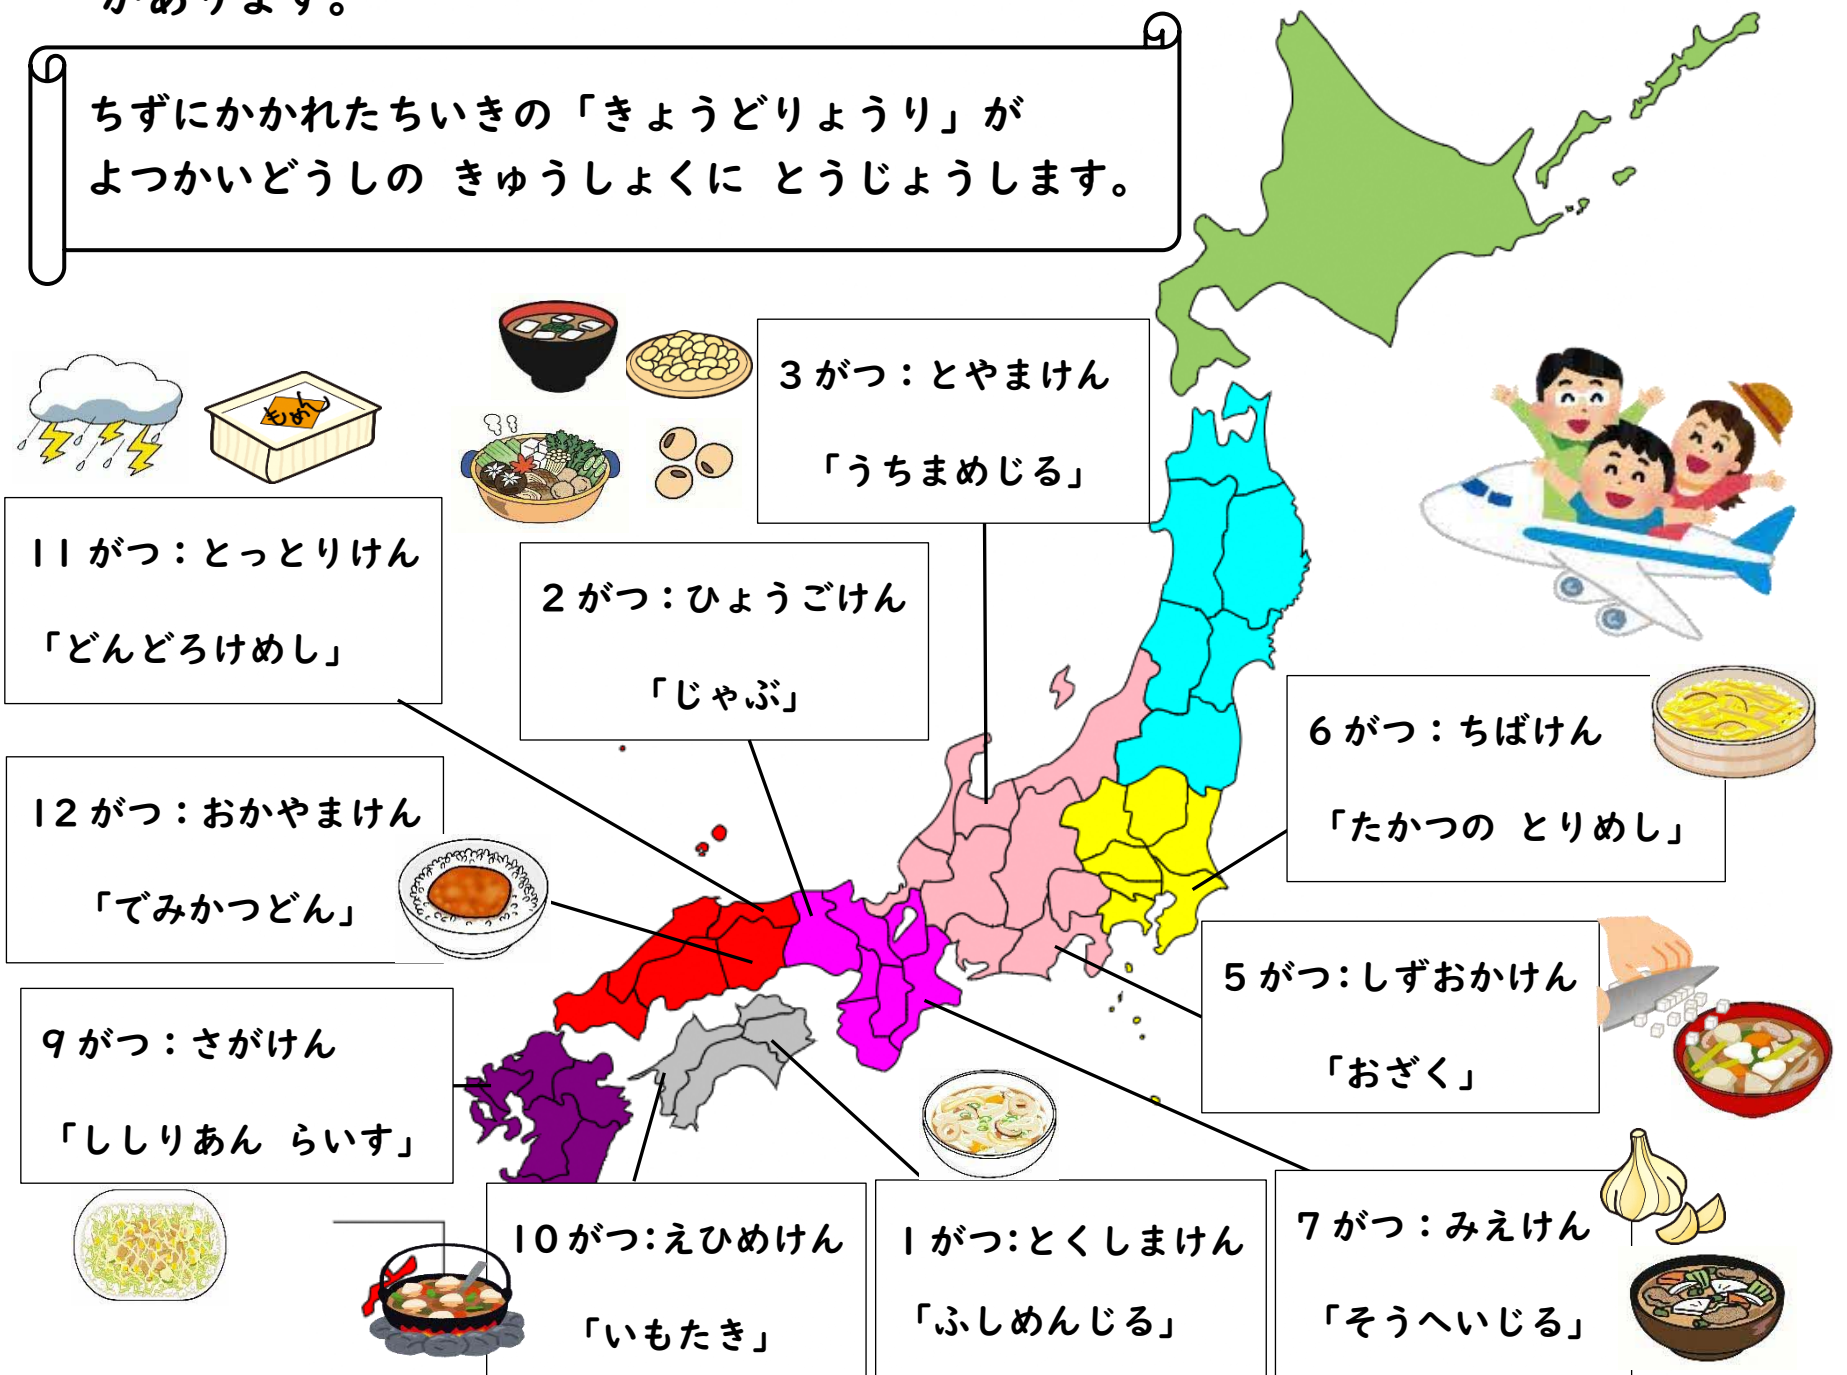 があります。
ちずにかかれたちいきの「きょうどりょうり」が
よつかいどうしの きゅうしょくに とうじょうします。
3がつ：とやまけん
「うちまめじる」
きめん
11がつ：とっとりけん
「どんどろけめし」
2がつ：ひょうごけん
「じゃぶ」
6がつ：ちばけん
「たかつの とりめし」
12がつ：おかやまけん
「でみかつどん」
5がつ：しずおかけん
「おざく」
9がつ：さがけん
「ししりあん らいす」
10がつ：えひめけん
「いもたき」
1がつ：とくしまけん
「ふしめんじる」
7がつ：みえけん
「そうへいじる」